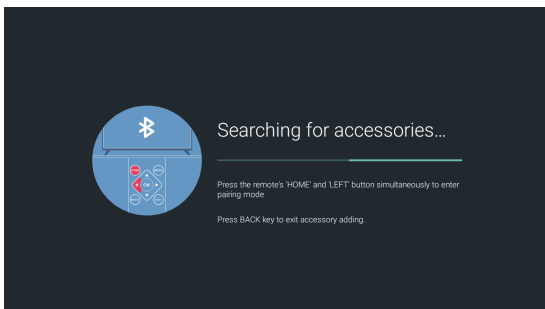 Searching for accessories...
Press the remote's 'HOME' and 'LEFT' button simultaneously to enter
pairing mode
Press BACK key to exit accessory adding.
OK